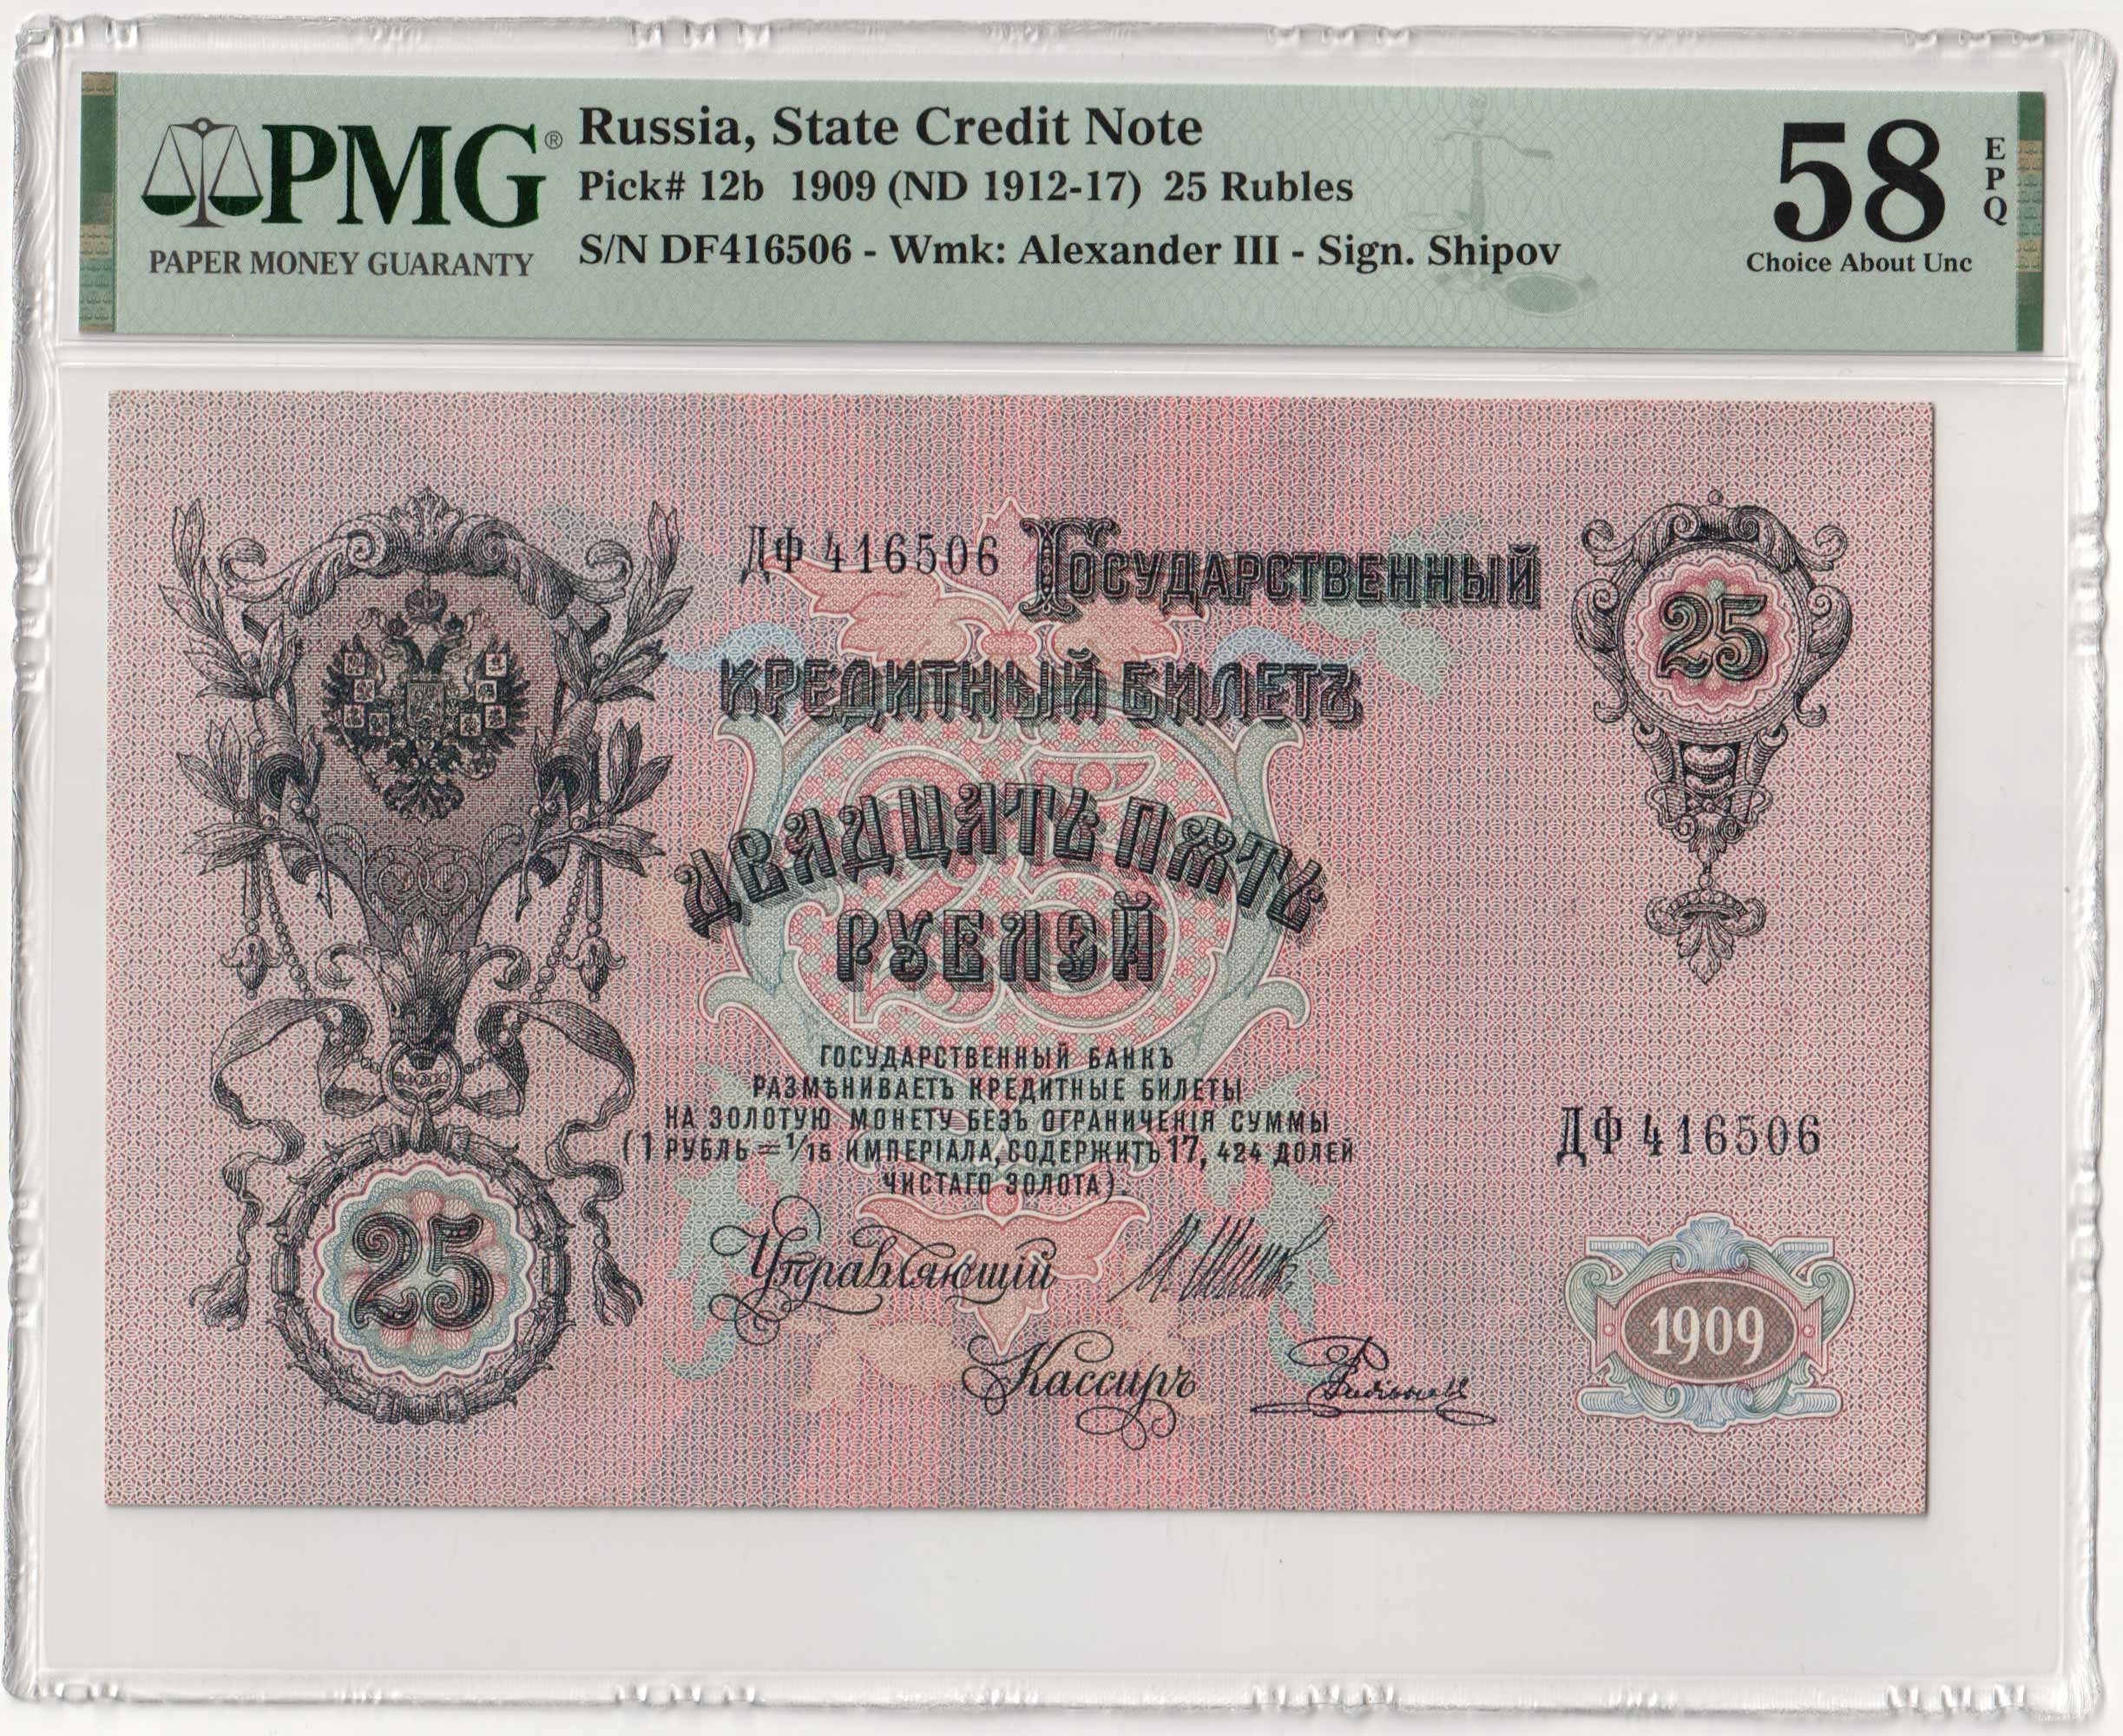 PMG®
PAPER MONEY GUARANTY
Russia, State Credit Note
Pick# 12b 1909 (ND 1912-17) 25 Rubles
S/N DF416506 - Wmk: Alexander III - Sign. Shipov
58
EPQ
Choice About Unc
ДФ 416506
ГОСУДАРСТВЕННЫЙ
КРЕДИТНЫЙ БИЛЕТЪ
25
25
ДВАДЦАТЬ ПЯТЬ
РУБЛЕЙ
ГОСУДАРСТВЕННЫЙ БАНКЪ
РАЗМѢНИВАЕТЪ КРЕДИТНЫЕ БИЛЕТЫ
НА ЗОЛОТУЮ МОНЕТУ БЕЗЪ ОГРАНИЧЕНІЯ СУММЫ
(1 РУБЛЬ = 1/15 ИМПЕРІАЛА, СОДЕРЖИТЪ 17, 424 ДОЛЕЙ
ЧИСТАГО ЗОЛОТА).
ДФ 416506
25
Управляющій
Кассиръ
1909